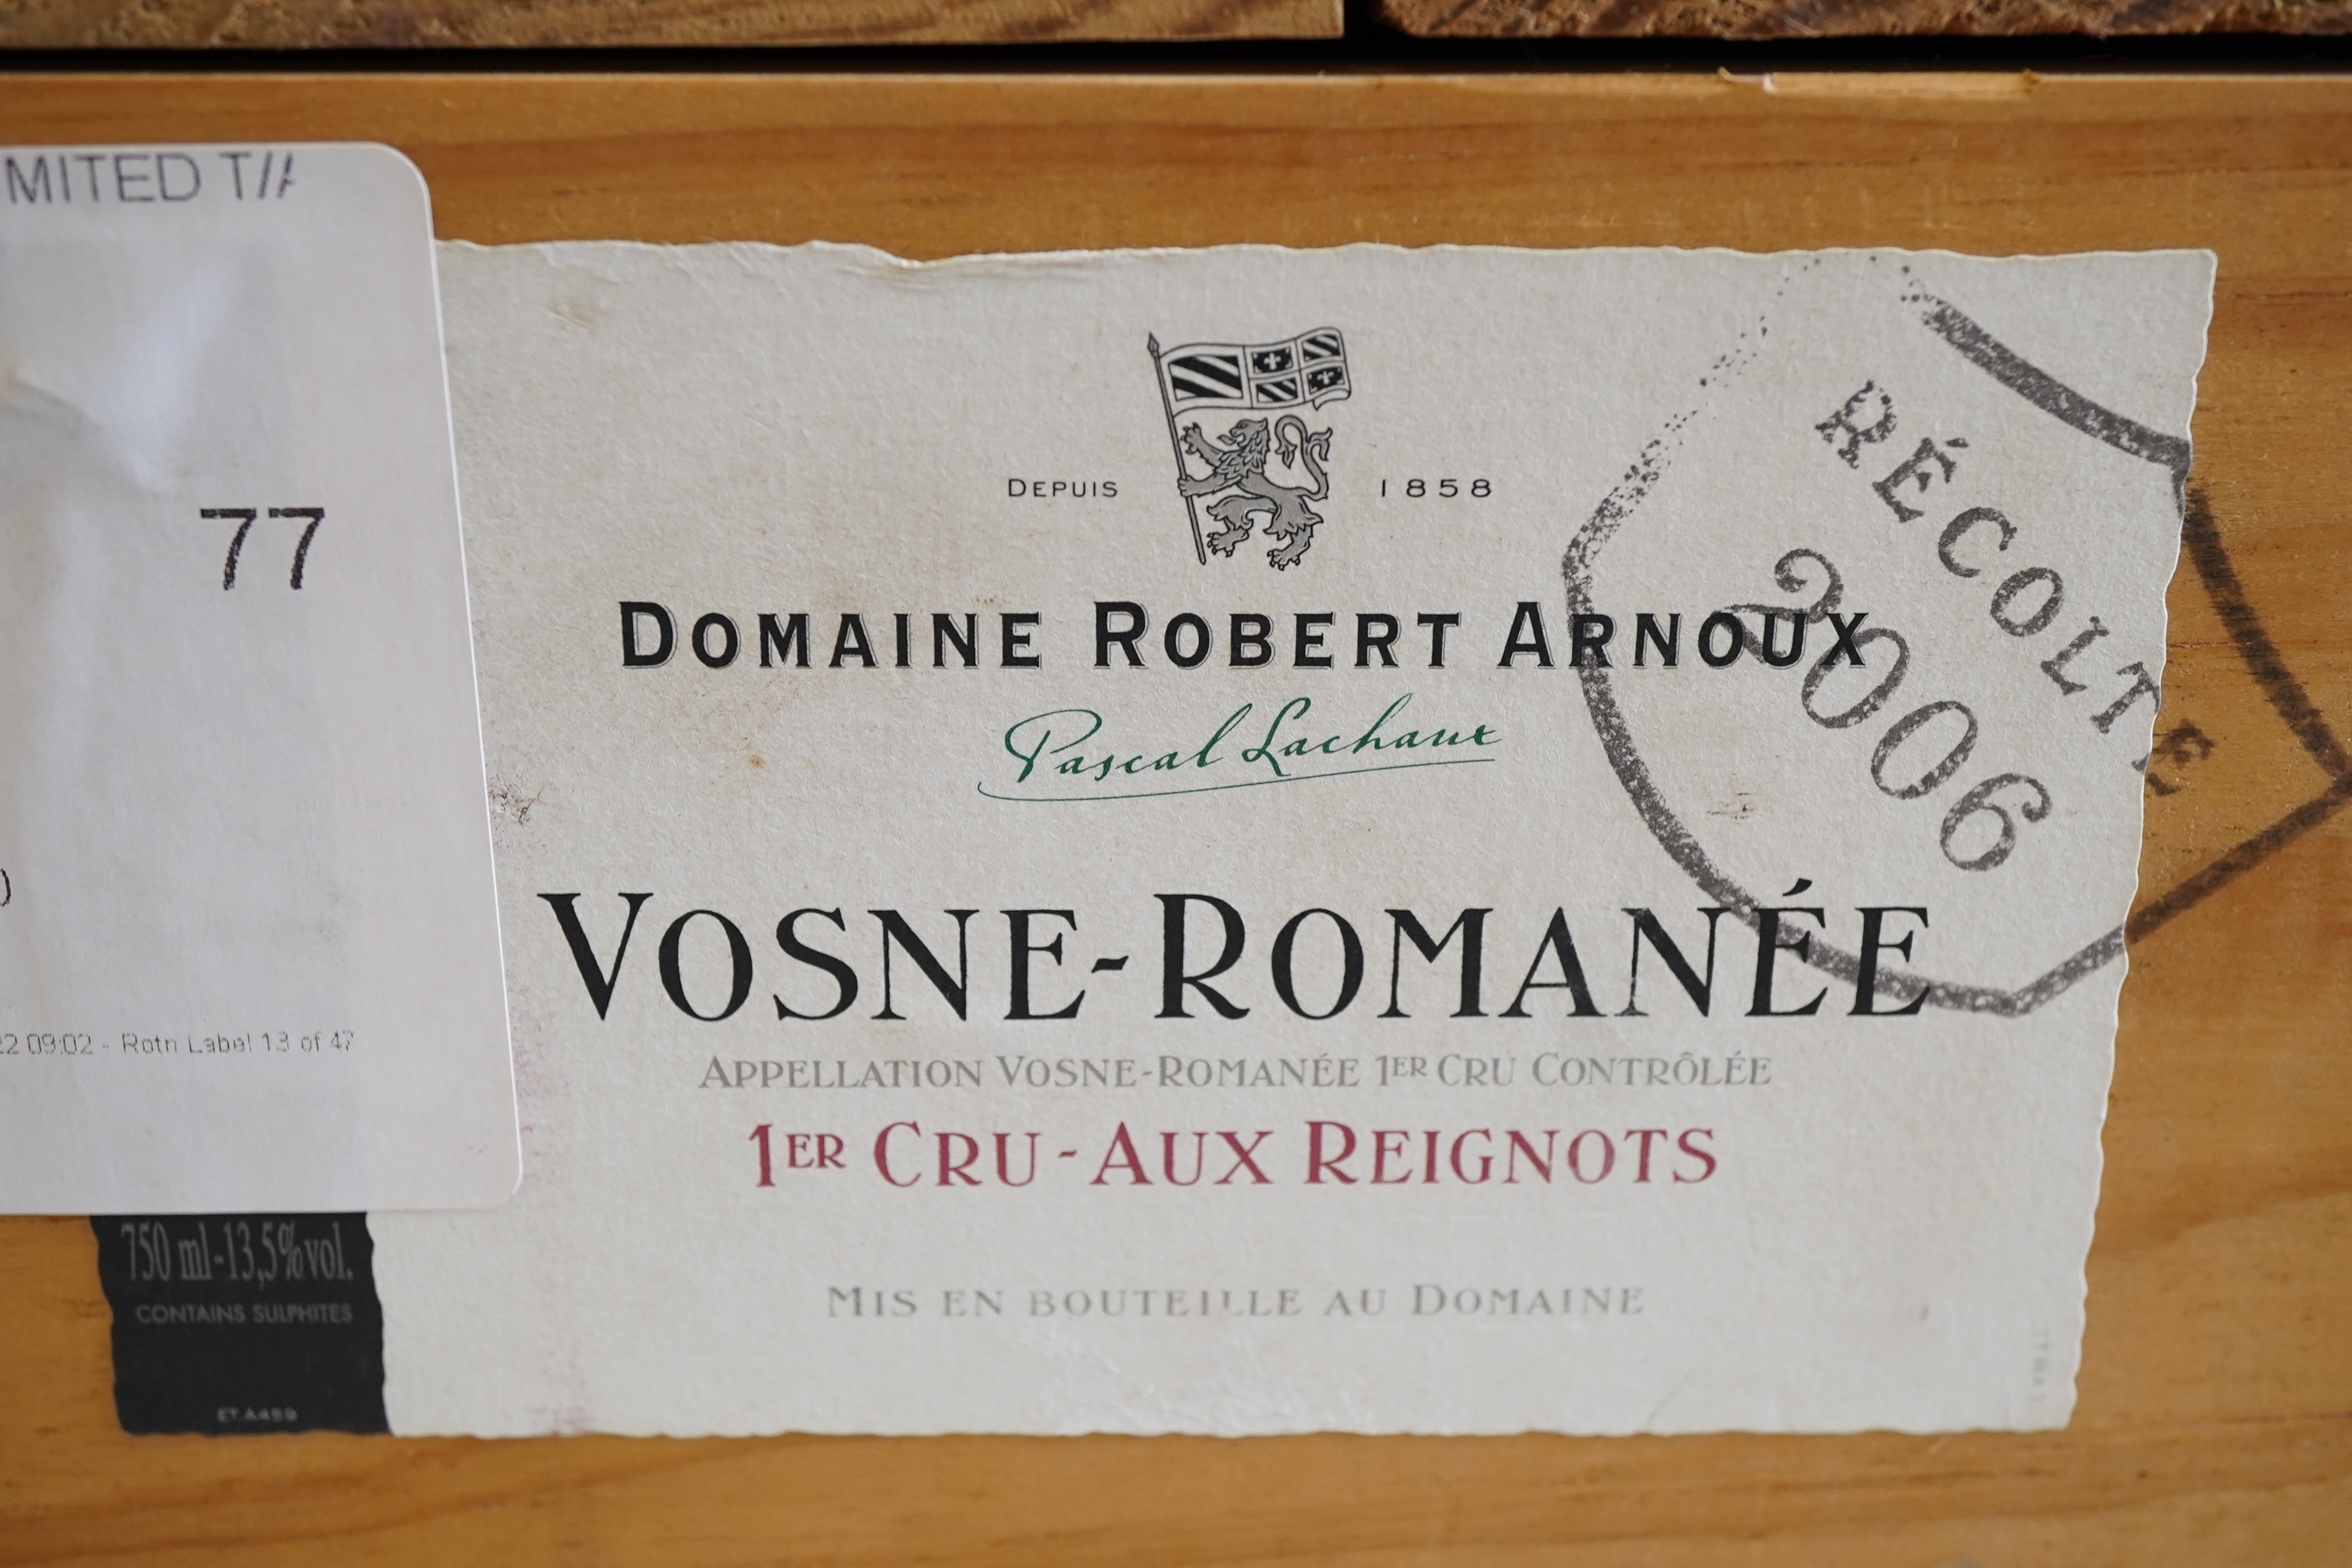 MITED T/
77
22 09:02 - Rotn Label 13 of 47
DEPUIS 1858
DOMAINE ROBERT ARNOUX
Pascal Lachaux
RÉCOLTE
2006
VOSNE-ROMANÉE
APPELLATION VOSNE-ROMANÉE 1ER CRU CONTRÔLÉE
1ER CRU - AUX REIGNOTS
MIS EN BOUTEILLE AU DOMAINE
750 ml - 13,5% vol.
CONTAINS SULPHITES
ET.A459